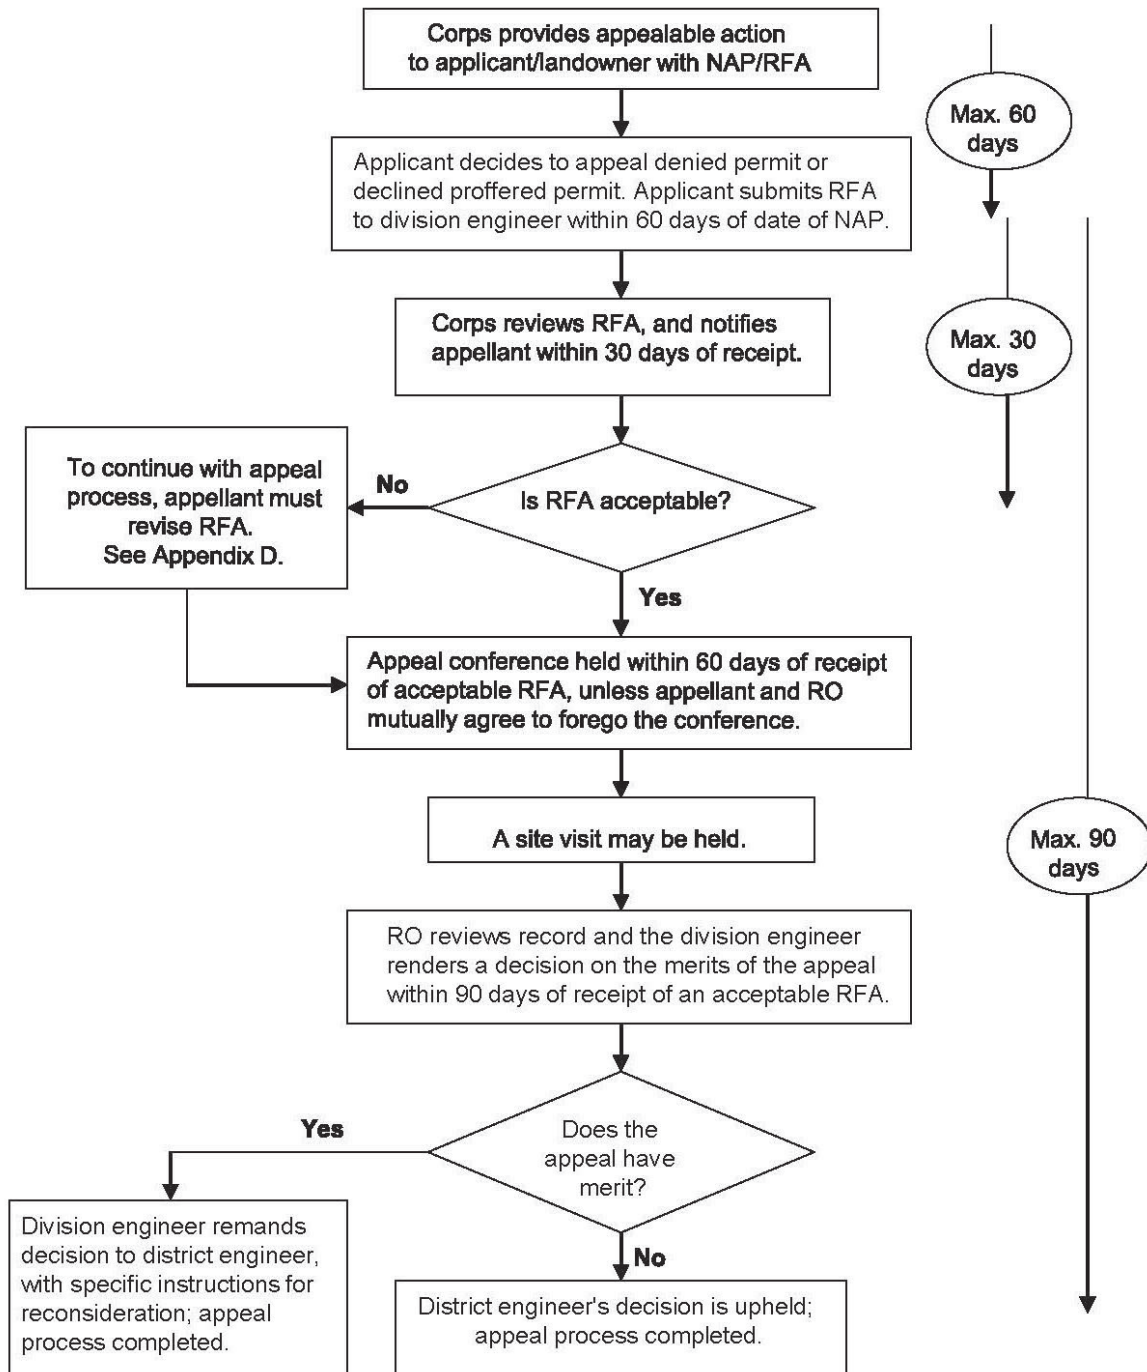 Corps provides appealable action
to applicant/landowner with NAP/RFA
Max. 60
days
Applicant decides to appeal denied permit or
declined proffered permit. Applicant submits RFA
to division engineer within 60 days of date of NAP.
Corps reviews RFA, and notifies
appellant within 30 days of receipt.
Max. 30
days
To continue with appeal
process, appellant must
revise RFA.
See Appendix D.
No
Is RFA acceptable?
Yes
Appeal conference held within 60 days of receipt
of acceptable RFA, unless appellant and RO
mutually agree to forego the conference.
A site visit may be held.
Max. 90
days
RO reviews record and the division engineer
renders a decision on the merits of the appeal
within 90 days of receipt of an acceptable RFA.
Yes
Does the
appeal have
merit?
Division engineer remands
decision to district engineer,
with specific instructions for
reconsideration; appeal
process completed.
No
District engineer's decision is upheld;
appeal process completed.